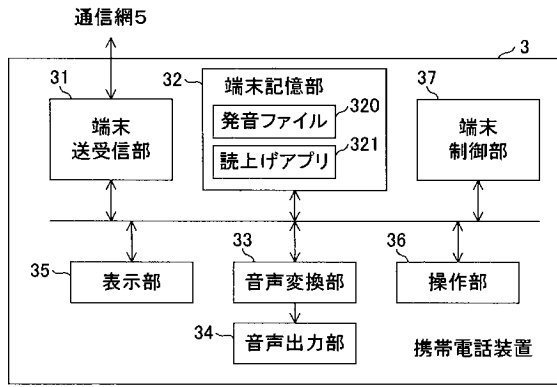 通信網5
3
31
端末
送受信部
32
端末記憶部
発音ファイル
320
読上げアプリ
321
37
端末
制御部
35
表示部
33
音声変換部
36
操作部
34
音声出力部
携帯電話装置